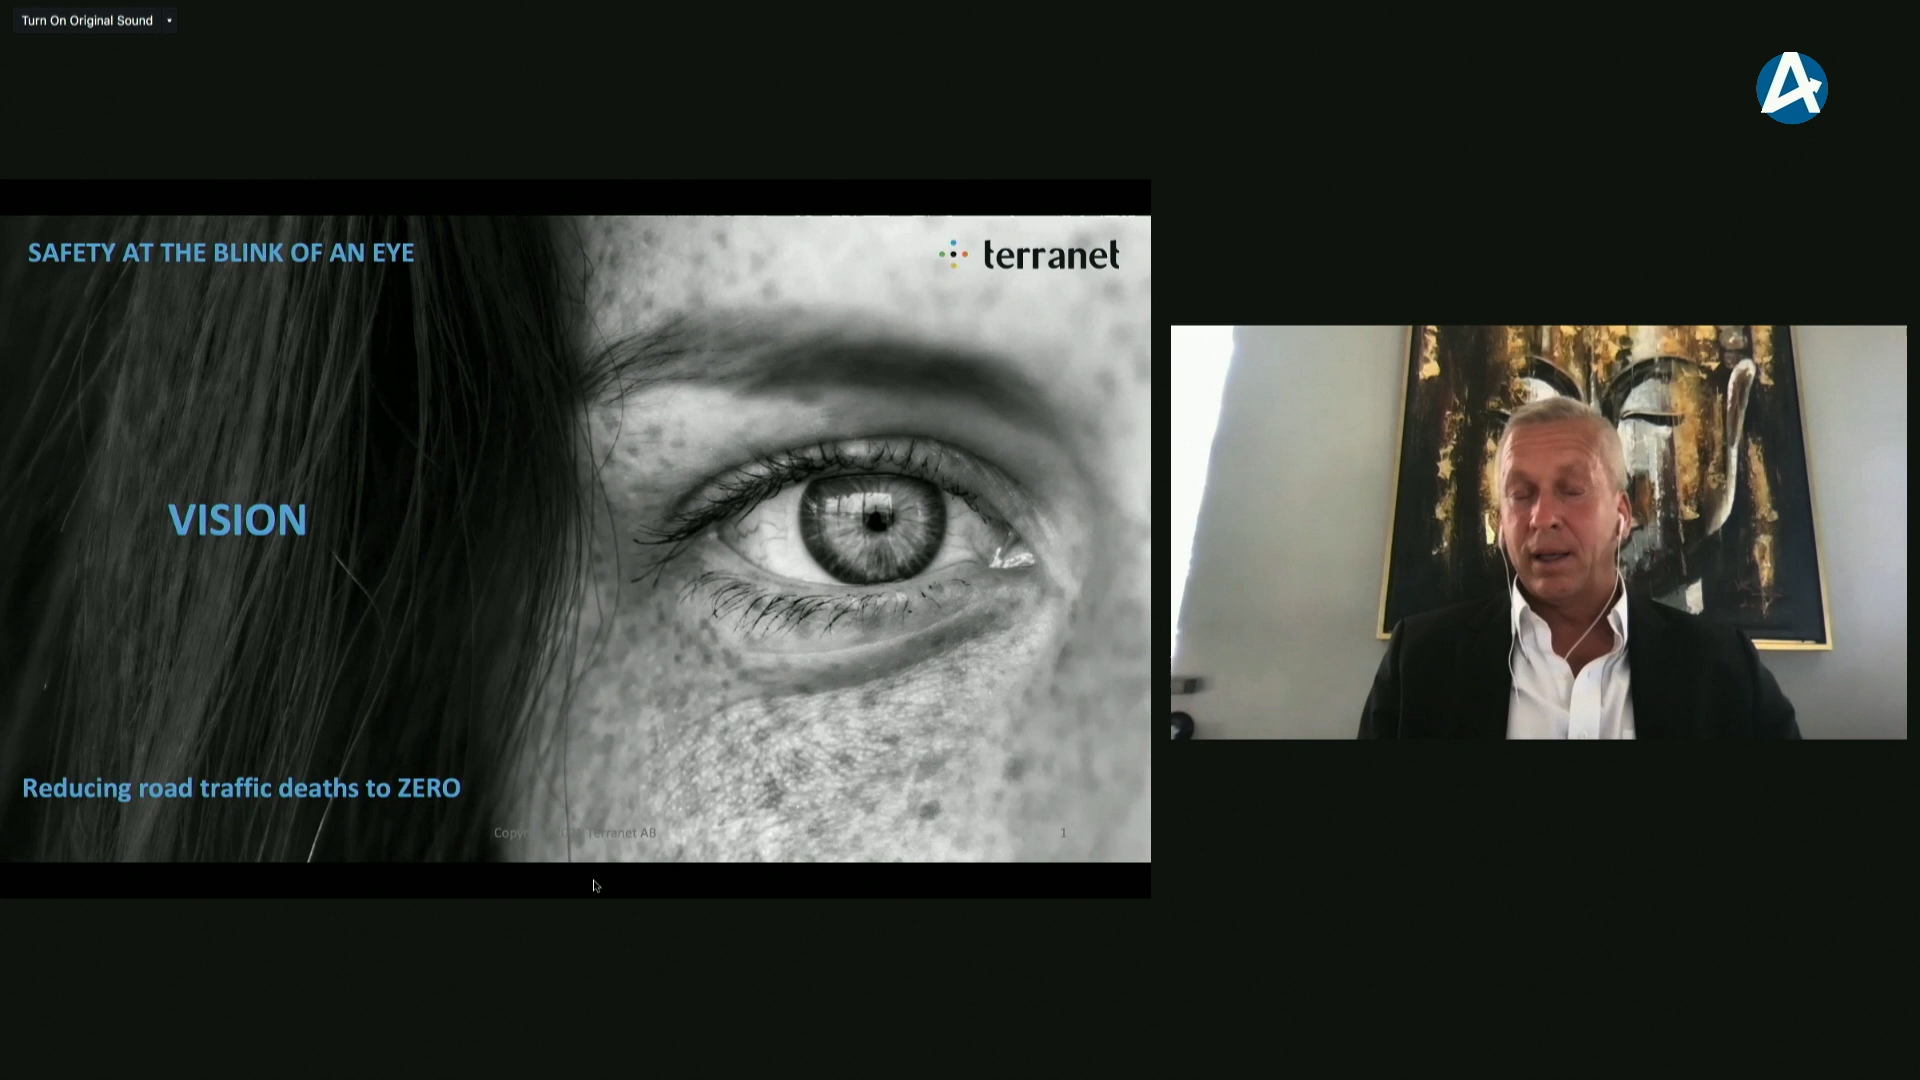 Turn On Original Sound
SAFETY AT THE BLINK OF AN EYE
terranet
VISION
Reducing road traffic deaths to ZERO
Terranet AB
1